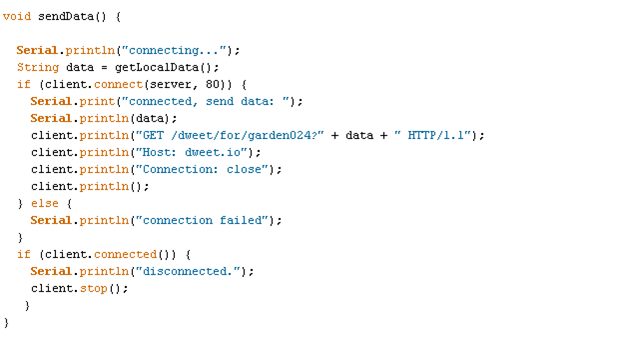 void sendData() {
Serial.println("connecting...");
String data = getLocalData();
if (client.connect(server, 80)) {
Serial.print("connected, send data: ");
Serial.println(data);
client.println("GET /dweet/for/garden024?" + data + " HTTP/1.1");
client.println("Host: dweet.io");
client.println("Connection: close");
client.println();
} else {
Serial.println("connection failed");
}
if (client.connected()) {
Serial.println("disconnected.");
client.stop();
}
}